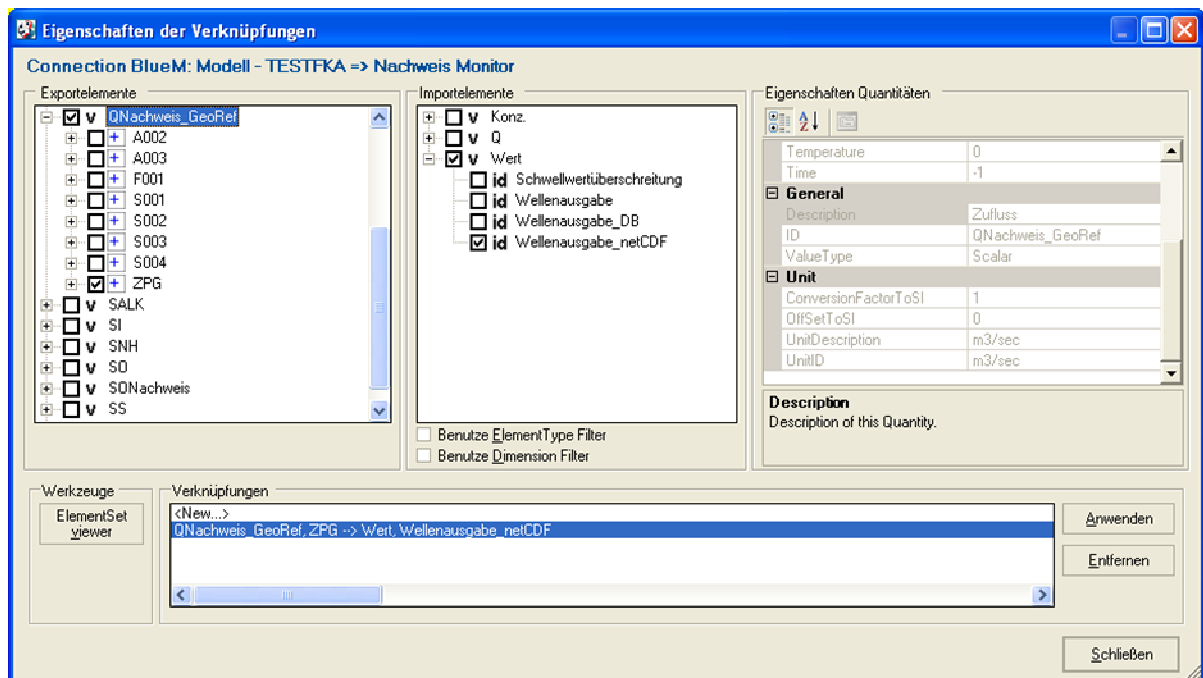 Eigenschaften der Verknüpfungen
Connection BlueM: Modell - TESTFKA => Nachweis Monitor
Exportelemente
v QNachweis_GeoRef
A002
A003
F001
S001
S002
S003
S004
ZPG
v SALK
v SI
v SNH
v SO
v SONachweis
v SS
Importelemente
v Konz.
v Q
v Wert
id Schwellwertüberschreitung
id Wellenausgabe
id Wellenausgabe_DB
id Wellenausgabe_netCDF
Benutze ElementType Filter
Benutze Dimension Filter
Eigenschaften Quantitäten
Temperature 0
Time -1
General
Description Zufluss
ID QNachweis_GeoRef
ValueType Scalar
Unit
ConversionFactorToSI 1
OffSetToSI 0
UnitDescription m3/sec
UnitID m3/sec
Description
Description of this Quantity.
Werkzeuge
ElementSet
viewer
Verknüpfungen
<New...>
QNachweis_GeoRef, ZPG --> Wert, Wellenausgabe_netCDF
Anwenden
Entfernen
Schließen